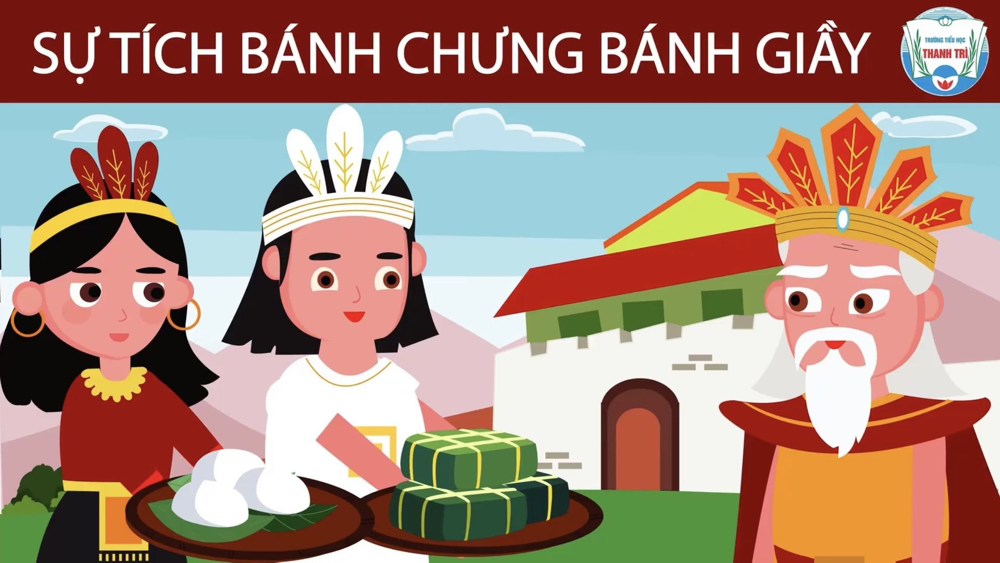 SỰ TÍCH BÁNH CHƯNG BÁNH GIẦY
TRƯỜNG TIỂU HỌC
THANH TRÌ